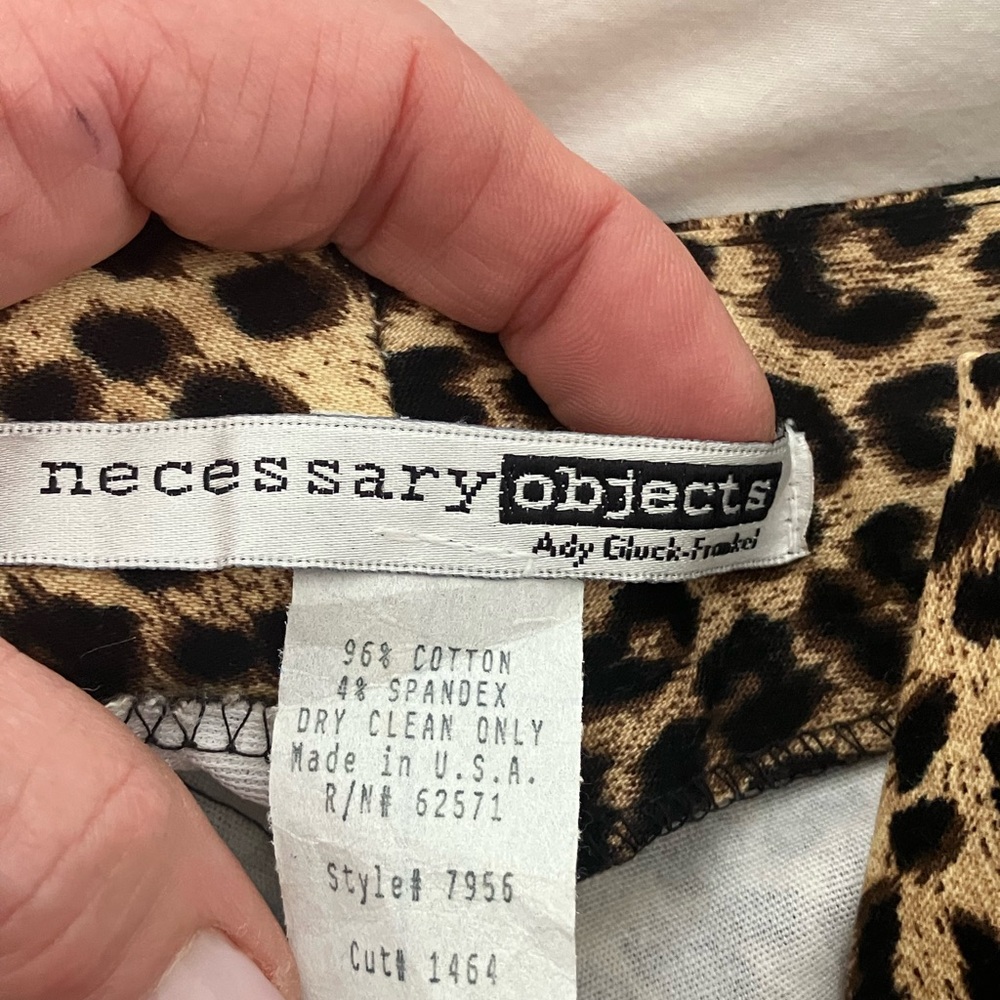 necessary objects
Ady Gluck-Frankel
96% COTTON
4% SPANDEX
DRY CLEAN ONLY
Made in U.S.A.
R/N# 62571
Style# 7956
Cut# 1464